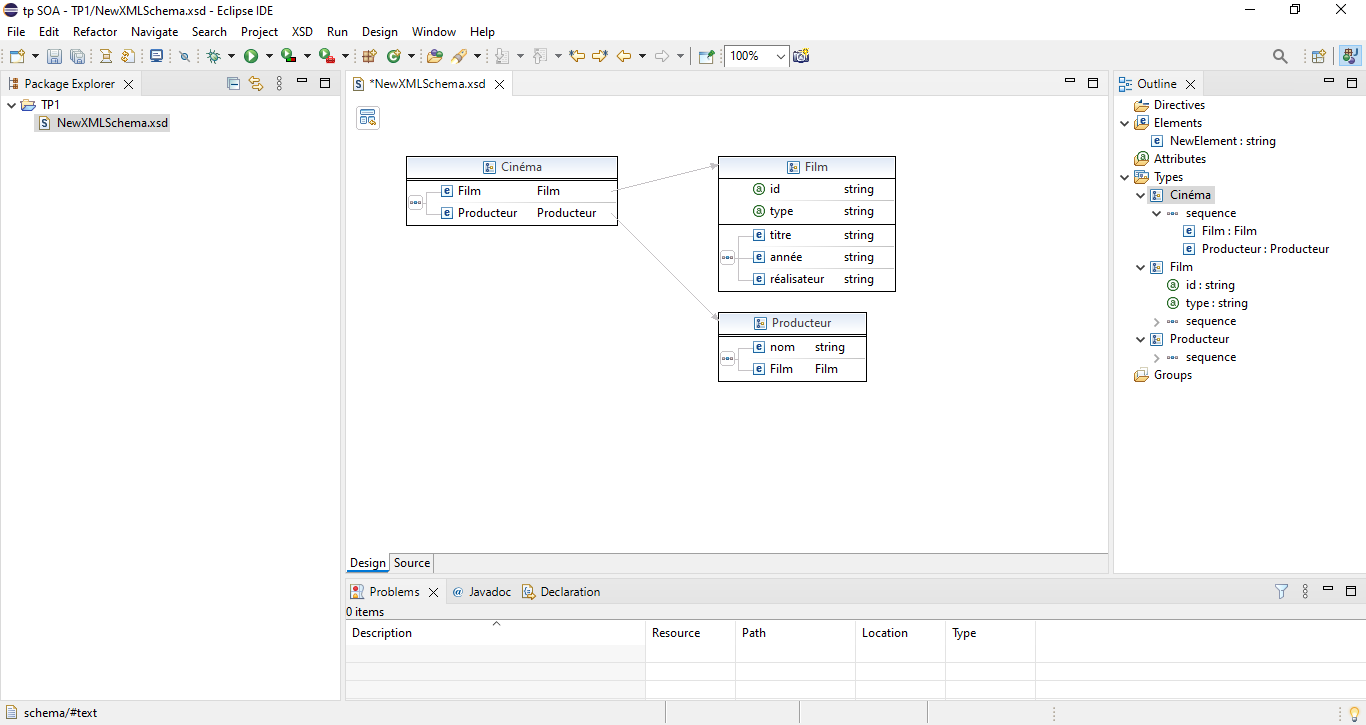 tp SOA - TP1/NewXMLSchema.xsd - Eclipse IDE
File Edit Refactor Navigate Search Project XSD Run Design Window Help
100%
Package Explorer
TP1
NewXMLSchema.xsd
*NewXMLSchema.xsd
Cinéma
Film Film
Producteur Producteur
Film
id string
type string
titre string
année string
réalisateur string
Producteur
nom string
Film Film
Design Source
Outline
Directives
Elements
NewElement : string
Attributes
Types
Cinéma
sequence
Film : Film
Producteur : Producteur
Film
id : string
type : string
sequence
Producteur
sequence
Groups
Problems @ Javadoc Declaration
0 items
Description Resource Path Location Type
schema/#text